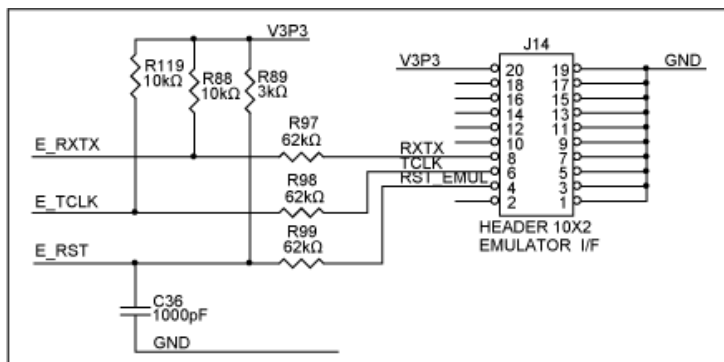 V3P3
R119
10kΩ
R88
10kΩ
R89
3kΩ
J14
V3P3
GND
20 19
18 17
16 15
14 13
12 11
10 9
8 7
6 5
4 3
2 1
E_RXTX
R97
62kΩ
RXTX
TCLK
RST_EMUL
E_TCLK
R98
62kΩ
E_RST
R99
62kΩ
HEADER 10X2
EMULATOR I/F
C36
1000pF
GND